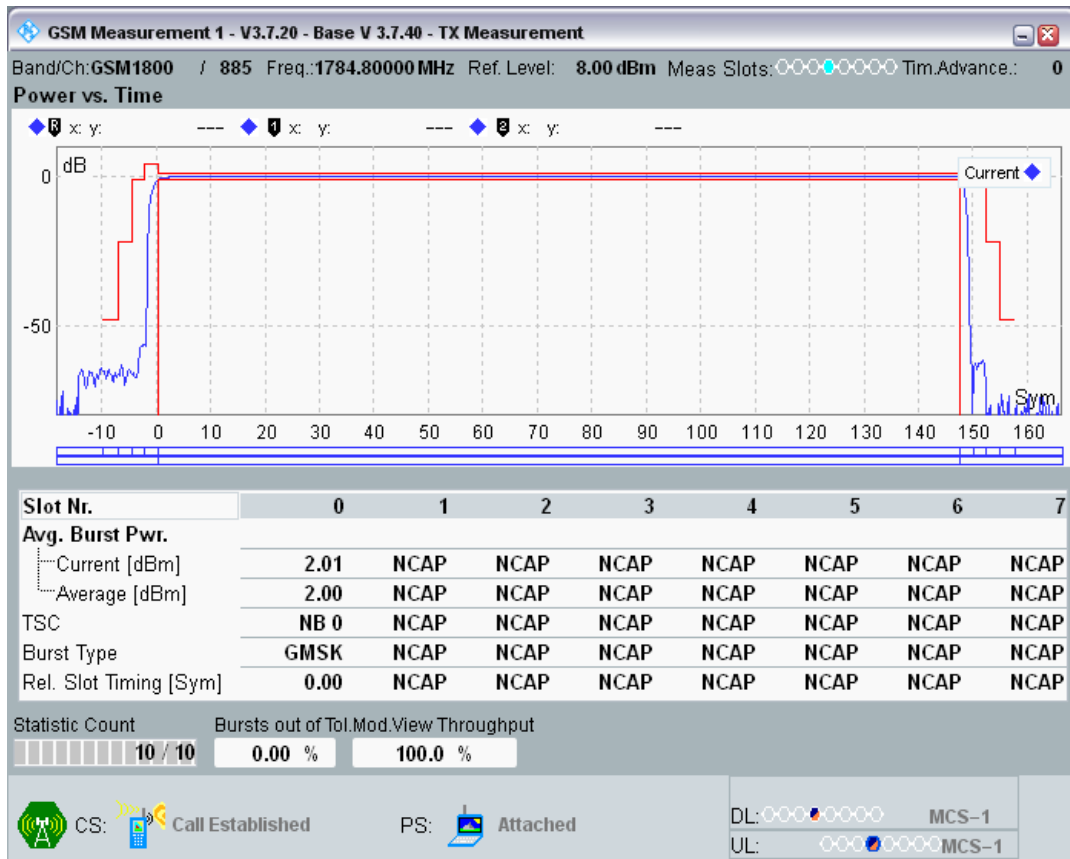 GSM Measurement 1 - V3.7.20 - Base V 3.7.40 - TX Measurement
Band/Ch:GSM1800 / 885 Freq.:1784.80000 MHz Ref. Level: 8.00 dBm Meas Slots: Tim.Advance.: 0
Power vs. Time
R x: y: --- 1 x: y: --- 2 x: y: ---
dB
Current
0
-50
Sym
-10 0 10 20 30 40 50 60 70 80 90 100 110 120 130 140 150 160
Slot Nr. 0 1 2 3 4 5 6 7
Avg. Burst Pwr.
Current [dBm] 2.01 NCAP NCAP NCAP NCAP NCAP NCAP NCAP
Average [dBm] 2.00 NCAP NCAP NCAP NCAP NCAP NCAP NCAP
TSC NB 0 NCAP NCAP NCAP NCAP NCAP NCAP NCAP
Burst Type GMSK NCAP NCAP NCAP NCAP NCAP NCAP NCAP
Rel. Slot Timing [Sym] 0.00 NCAP NCAP NCAP NCAP NCAP NCAP NCAP
Statistic Count Bursts out of Tol.Mod.View Throughput
10 / 10 0.00 % 100.0 %
CS: Call Established PS: Attached DL: MCS-1
UL: MCS-1